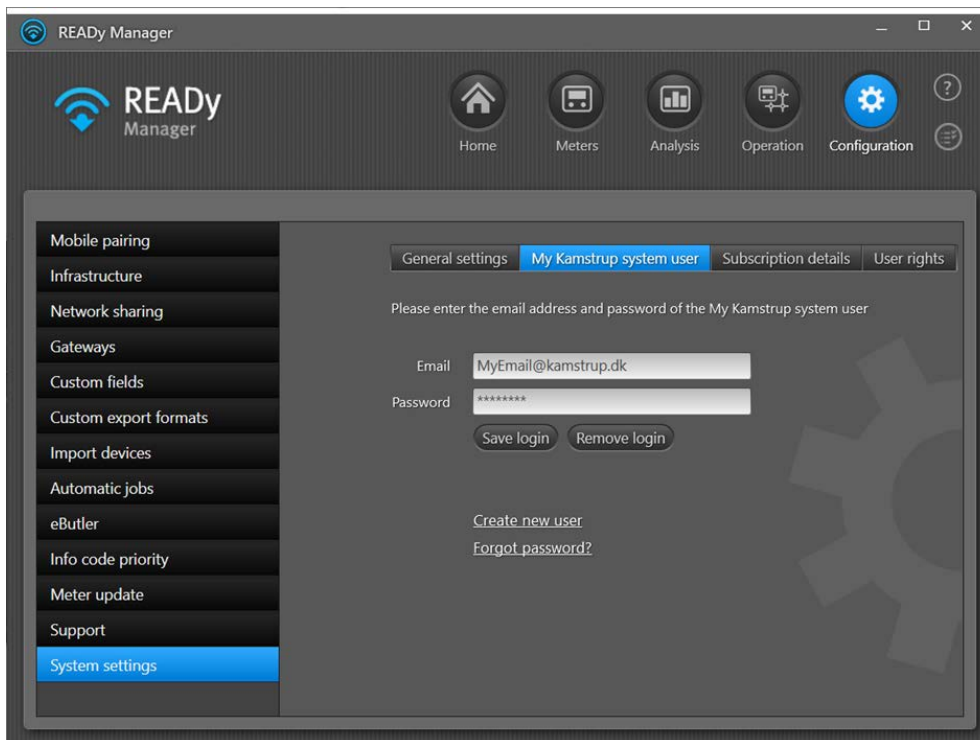 READy Manager
READy
Manager
Home
Meters
Analysis
Operation
Configuration
?
Mobile pairing
Infrastructure
Network sharing
Gateways
Custom fields
Custom export formats
Import devices
Automatic jobs
eButler
Info code priority
Meter update
Support
System settings
General settings
My Kamstrup system user
Subscription details
User rights
Please enter the email address and password of the My Kamstrup system user
Email
MyEmail@kamstrup.dk
Password
********
Save login
Remove login
Create new user
Forgot password?